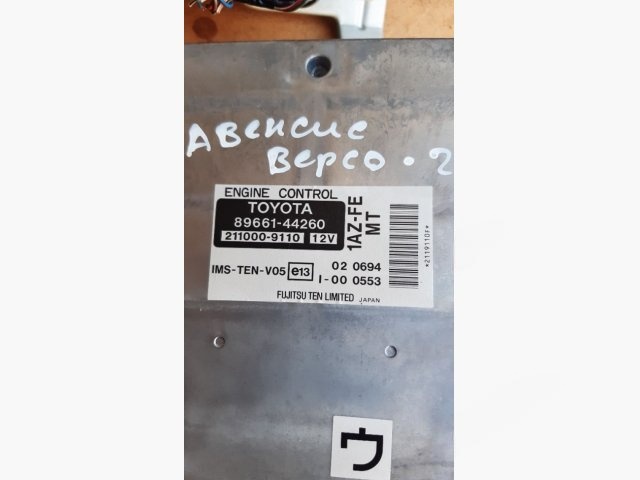 Авенсис
Версо. 2
ENGINE CONTROL
TOYOTA
89661-44260
211000-9110 12V
1AZ-FE
MT
IMS-TEN-V05 e13 02 0694
I-00 0553
FUJITSU TEN LIMITED JAPAN
*2119110F*
ウ